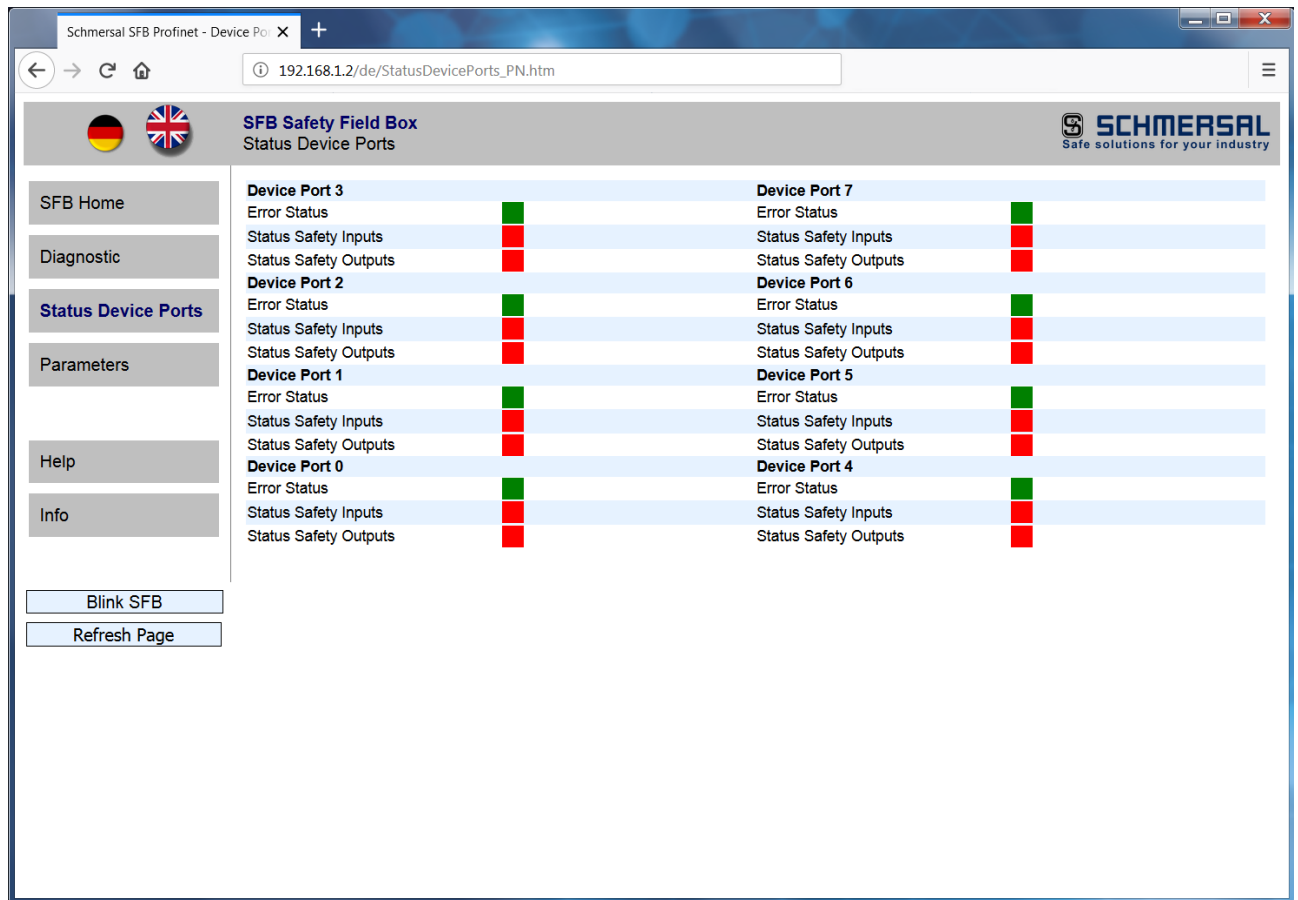 Schmersal SFB Profinet - Device Por
192.168.1.2/de/StatusDevicePorts_PN.htm
SFB Safety Field Box
Status Device Ports
SCHMERSAL
Safe solutions for your industry
SFB Home
Diagnostic
Status Device Ports
Parameters
Help
Info
Blink SFB
Refresh Page
Device Port 3
Error Status
Status Safety Inputs
Status Safety Outputs
Device Port 2
Error Status
Status Safety Inputs
Status Safety Outputs
Device Port 1
Error Status
Status Safety Inputs
Status Safety Outputs
Device Port 0
Error Status
Status Safety Inputs
Status Safety Outputs
Device Port 7
Error Status
Status Safety Inputs
Status Safety Outputs
Device Port 6
Error Status
Status Safety Inputs
Status Safety Outputs
Device Port 5
Error Status
Status Safety Inputs
Status Safety Outputs
Device Port 4
Error Status
Status Safety Inputs
Status Safety Outputs